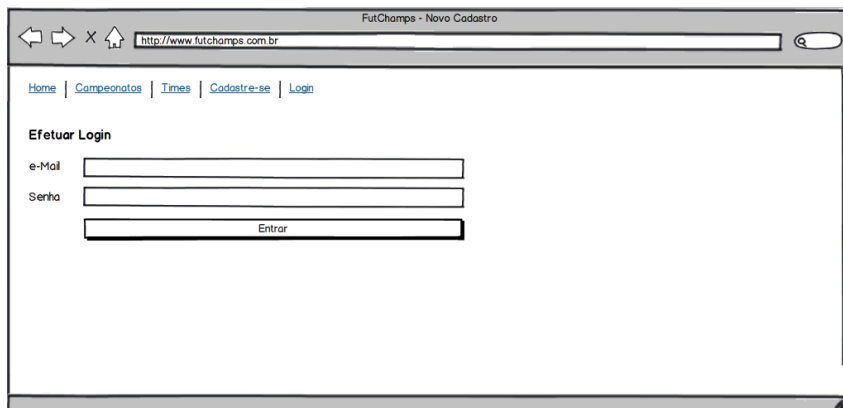 FutChamps - Novo Cadastro
http://www.futchamps.com.br
Home Campeonatos Times Cadastre-se Login
Efetuar Login
e-Mail
Senha
Entrar